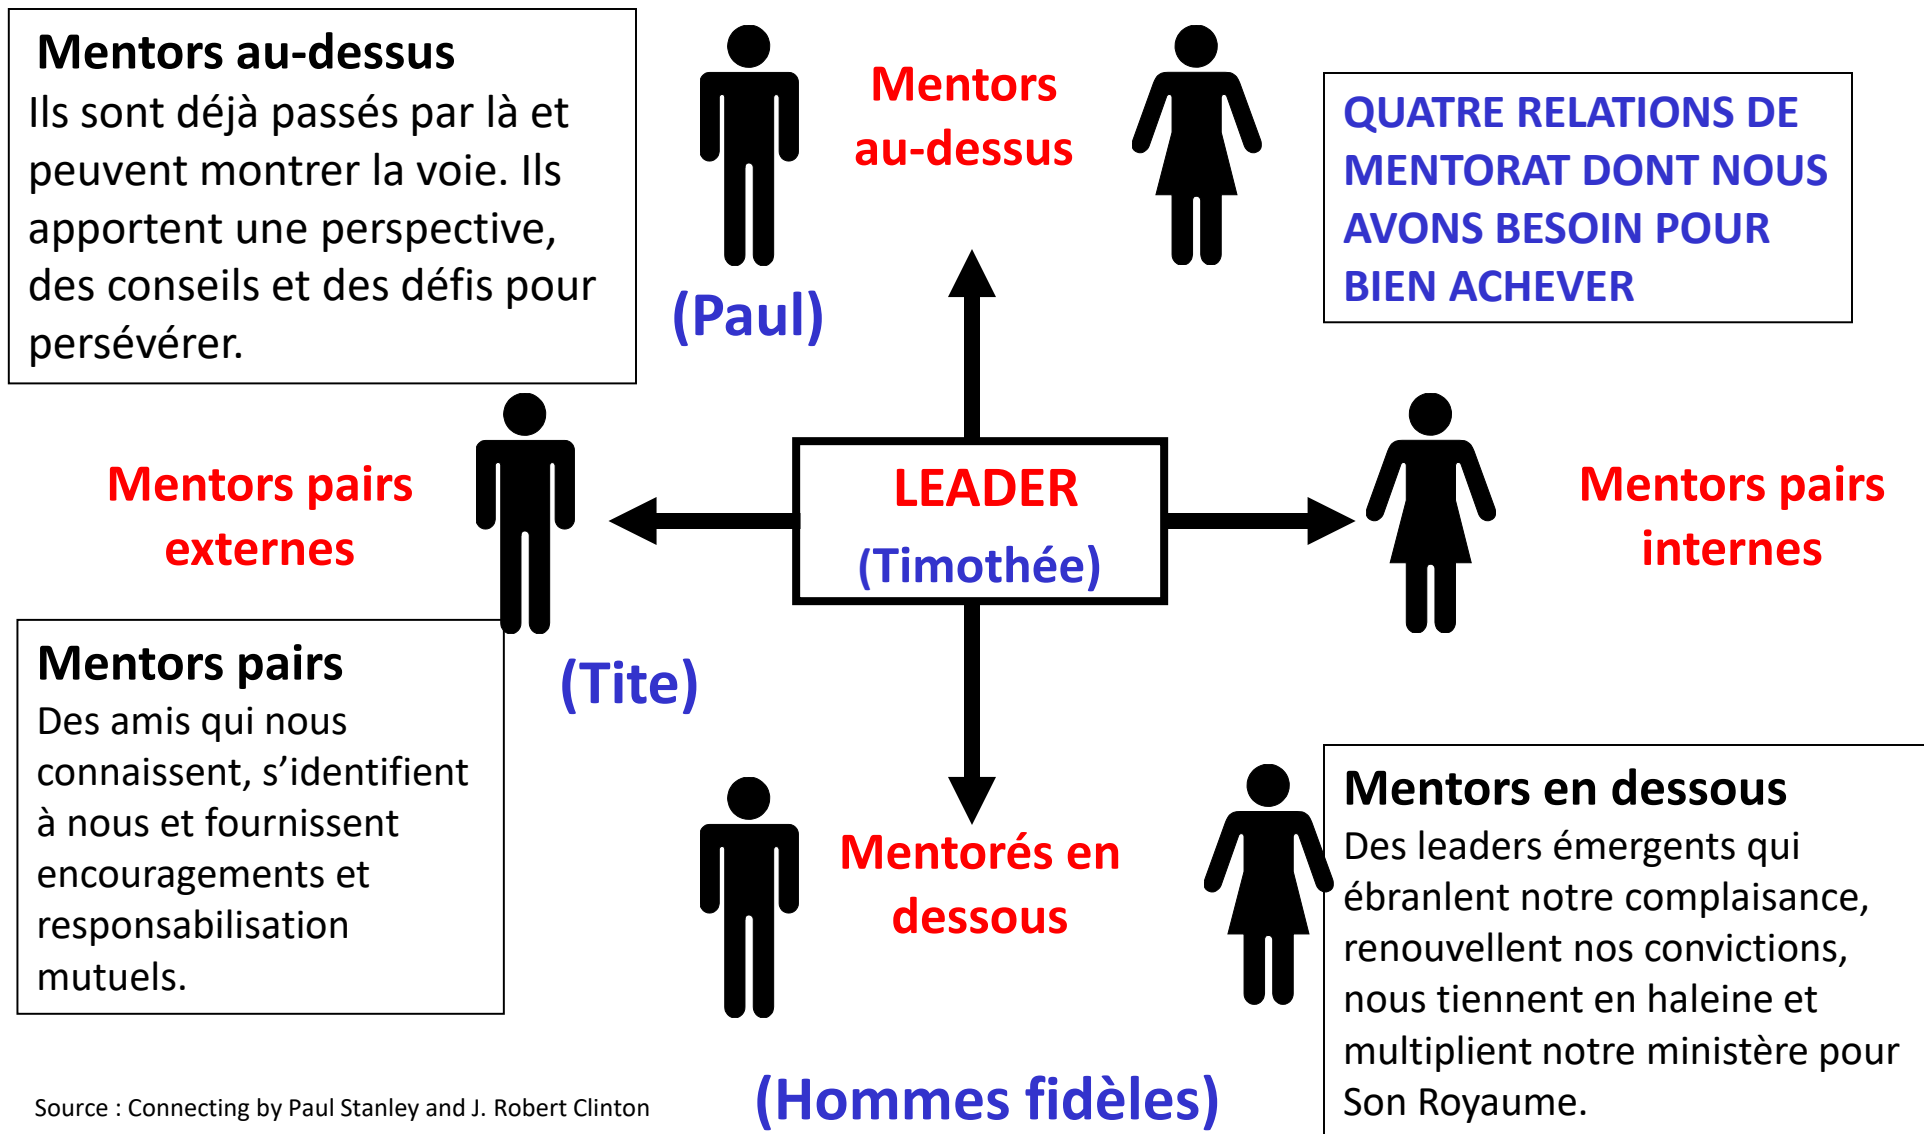 Mentors au-dessus
Ils sont déjà passés par là et
peuvent montrer la voie. Ils
apportent une perspective,
des conseils et des défis pour
persévérer.
Mentors
au-dessus
QUATRE RELATIONS DE
MENTORAT DONT NOUS
AVONS BESOIN POUR
BIEN ACHEVER
(Paul)
Mentors pairs
externes
LEADER
(Timothée)
Mentors pairs
internes
Mentors pairs
Des amis qui nous
connaissent, s’identifient
à nous et fournissent
encouragements et
responsabilisation
mutuels.
(Tite)
Mentorés en
dessous
Mentors en dessous
Des leaders émergents qui
ébranlent notre complaisance,
renouvellent nos convictions,
nous tiennent en haleine et
multiplient notre ministère pour
Son Royaume.
(Hommes fidèles)
Source : Connecting by Paul Stanley and J. Robert Clinton